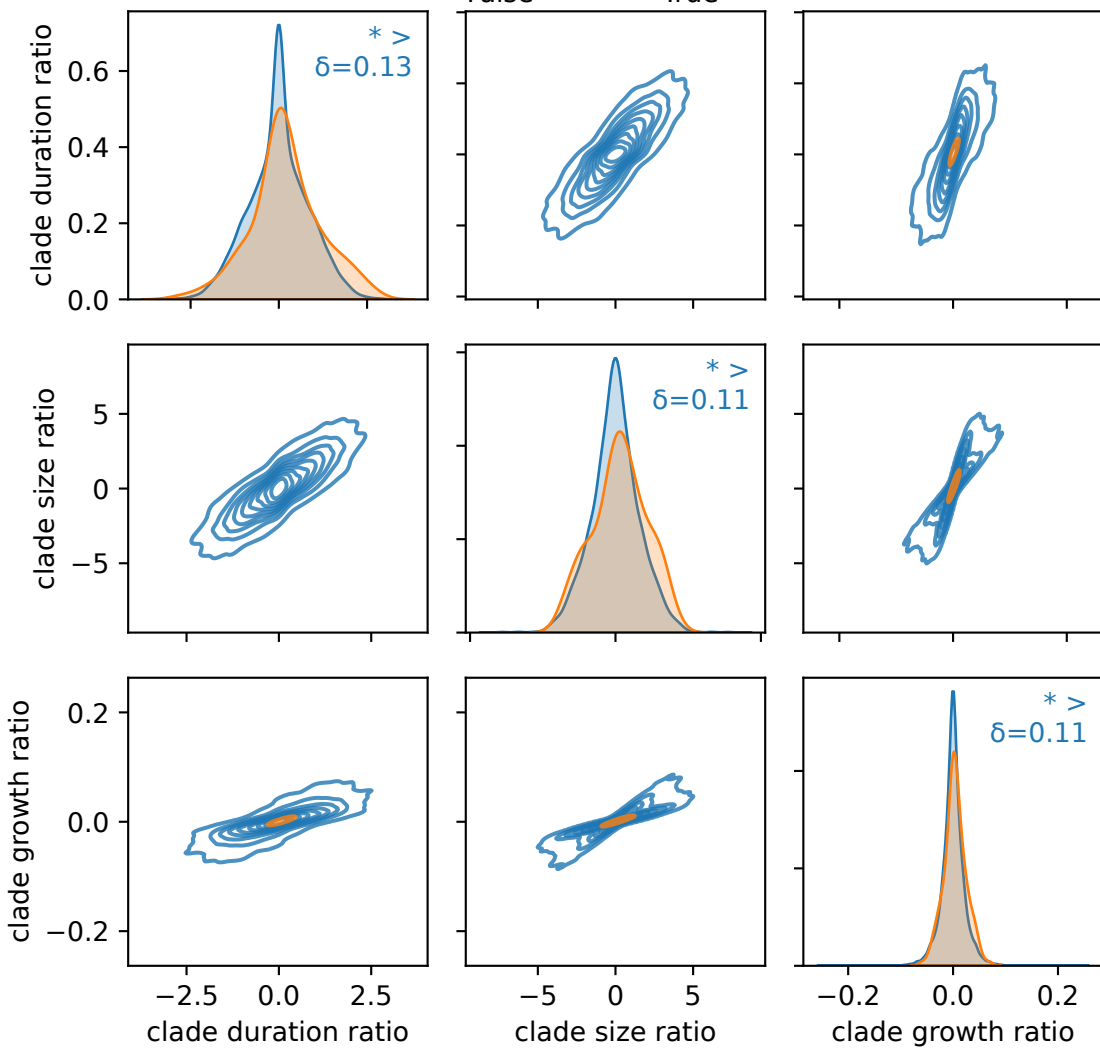 True
clade duration ratio
0.6
0.4
0.2
0.0
* >
δ=0.13
clade size ratio
5
0
−5
* >
δ=0.11
clade growth ratio
0.2
0.0
−0.2
* >
δ=0.11
−2.5 0.0 2.5
−5 0 5
−0.2 0.0 0.2
clade duration ratio
clade size ratio
clade growth ratio